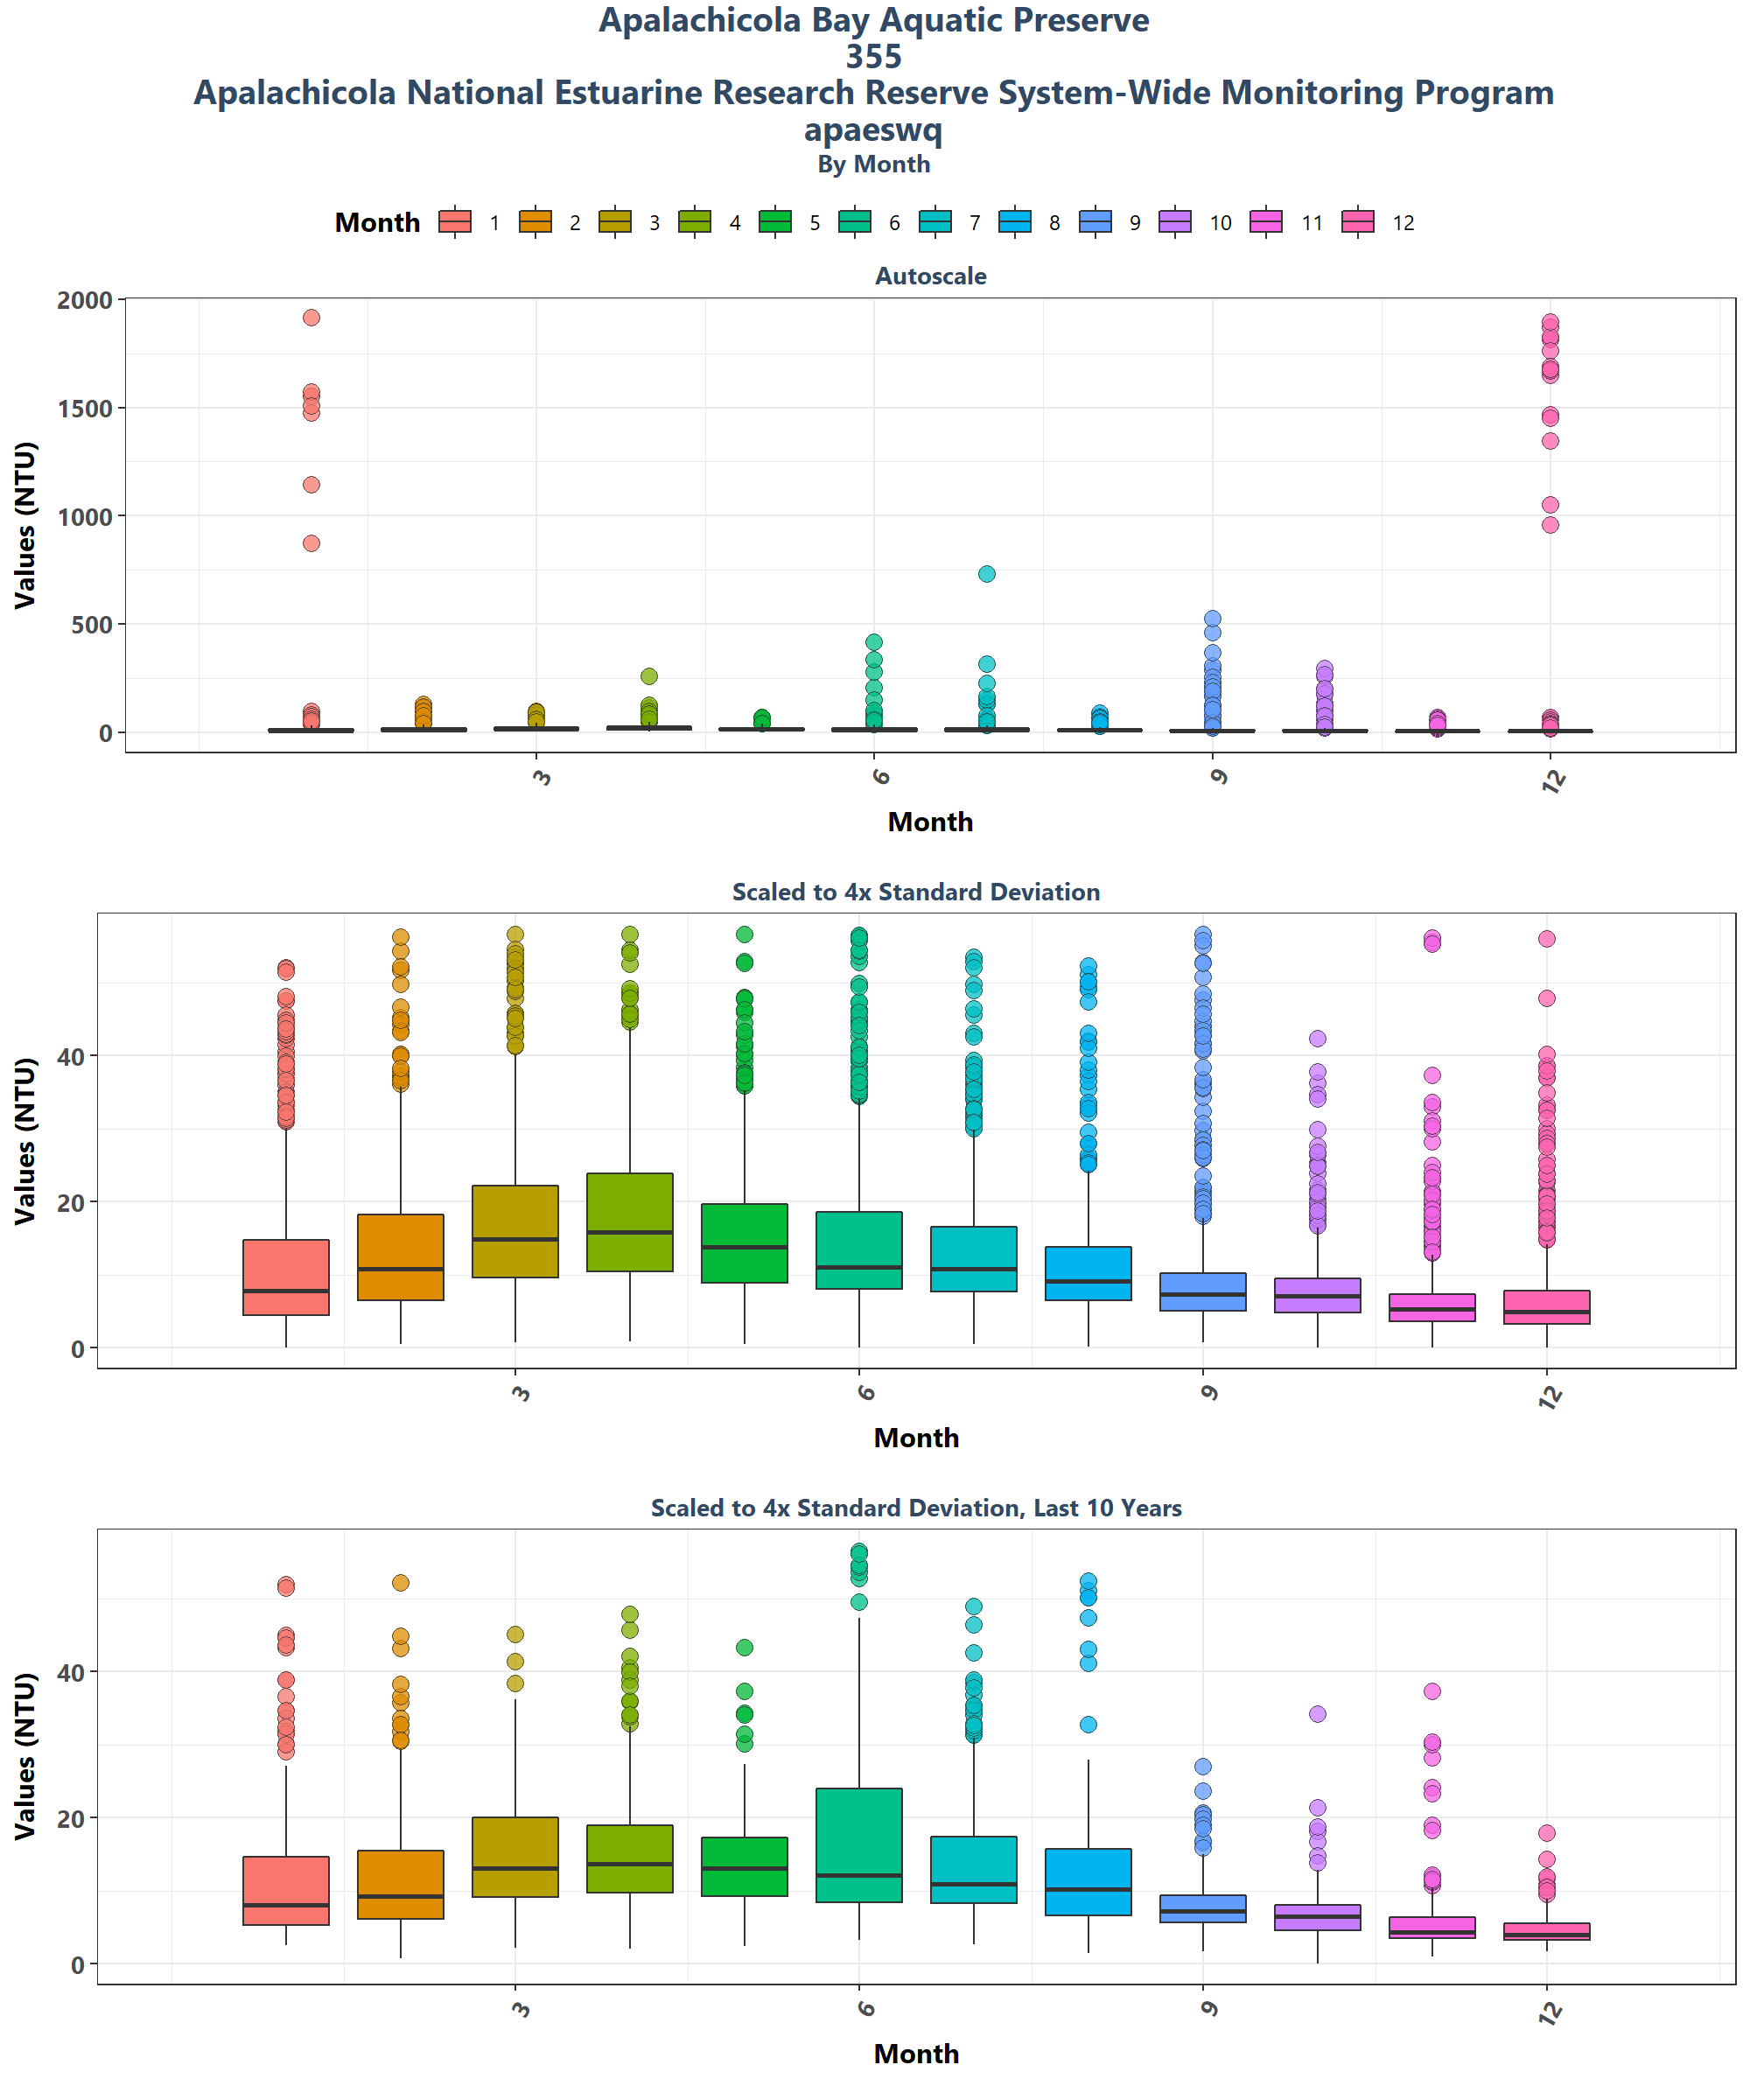 Apalachicola Bay Aquatic Preserve
355
Apalachicola National Estuarine Research Reserve System-Wide Monitoring Program
apaeswq
By Month
Month 1 2 3 4 5 6 7 8 9 10 11 12
Autoscale
Values (NTU)
2000
1500
1000
500
0
3 6 9 12
Month
Scaled to 4x Standard Deviation
Values (NTU)
40
20
0
3 6 9 12
Month
Scaled to 4x Standard Deviation, Last 10 Years
Values (NTU)
40
20
0
3 6 9 12
Month